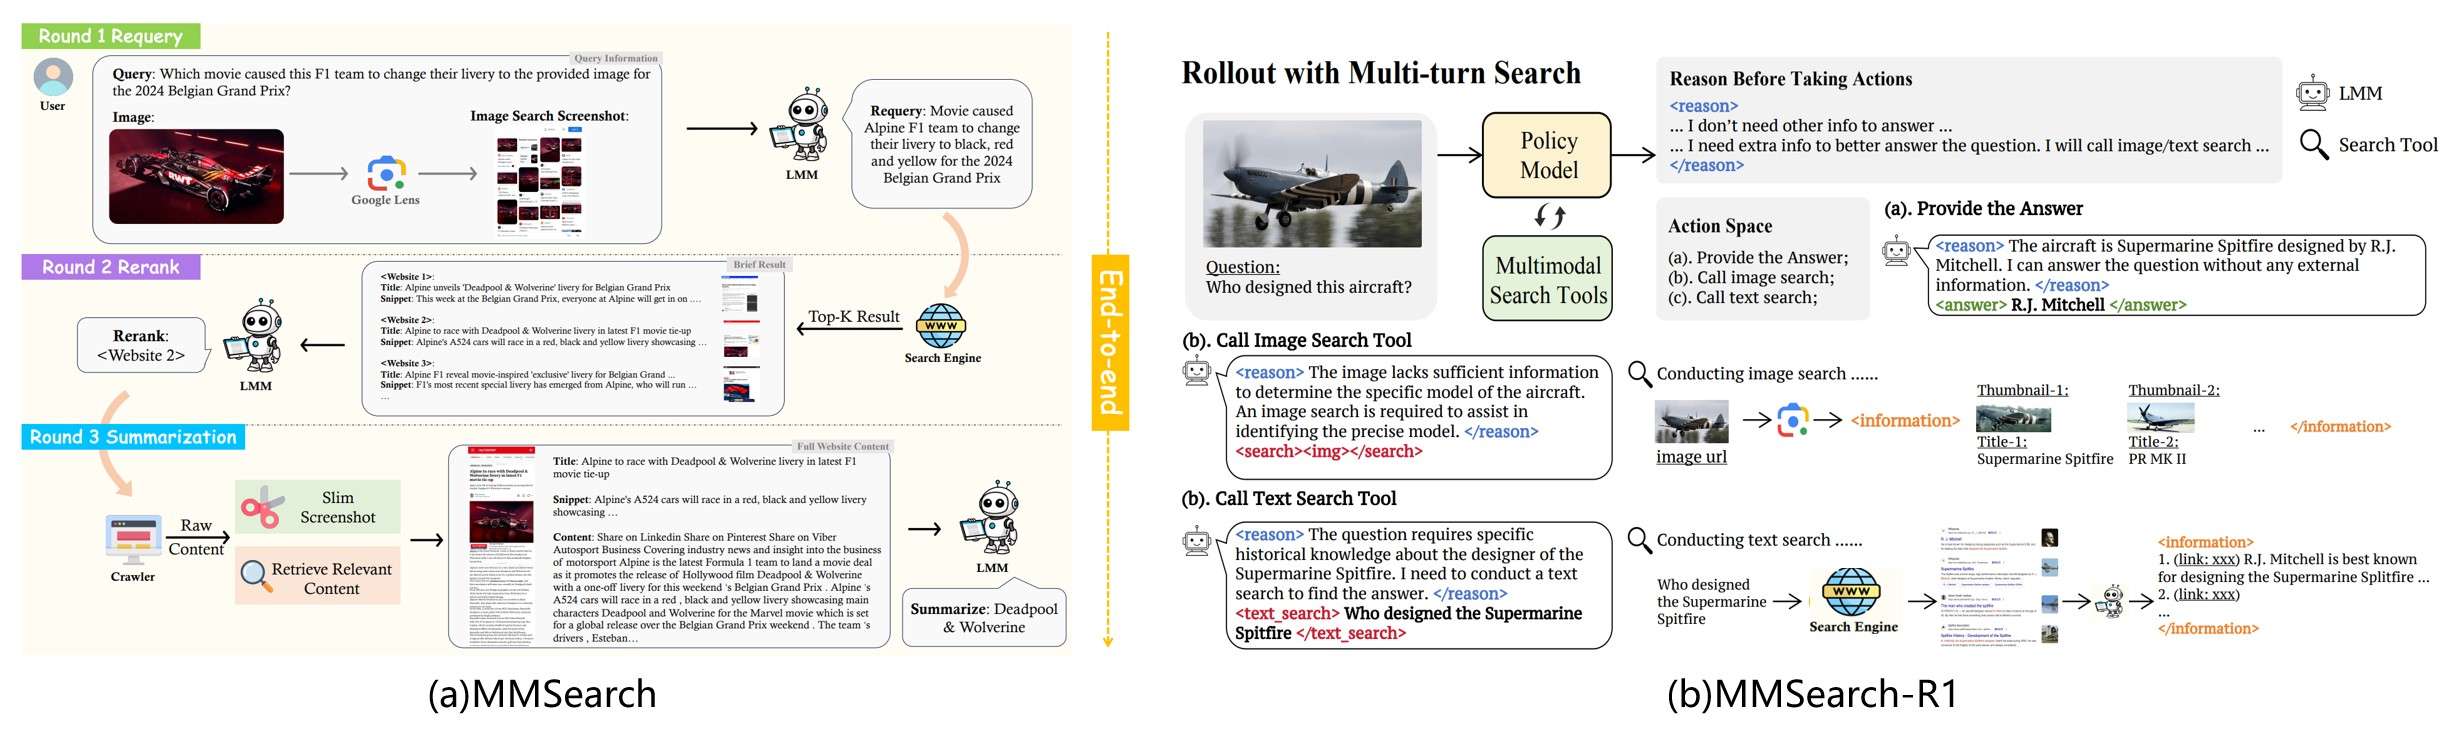 Round 1 Requery
User
Query Information
Query: Which movie caused this F1 team to change their livery to the provided image for
the 2024 Belgian Grand Prix?
Image:
RWT
Google Lens
Image Search Screenshot:
LMM
Requery: Movie caused
Alpine F1 team to change
their livery to black, red
and yellow for the 2024
Belgian Grand Prix
Round 2 Rerank
Rerank:
<Website 2>
LMM
Brief Result
<Website 1>:
Title: Alpine unveils 'Deadpool & Wolverine' livery for Belgian Grand Prix
Snippet: This week at the Belgian Grand Prix, everyone at Alpine will get in on ....
<Website 2>:
Title: Alpine to race with Deadpool & Wolverine livery in latest F1 movie tie-up
Snippet: Alpine's A524 cars will race in a red, black and yellow livery showcasing ...
<Website 3>:
Title: Alpine F1 reveal movie-inspired 'exclusive' livery for Belgian Grand ...
Snippet: F1's most recent special livery has emerged from Alpine, who will run ...
...
Top-K Result
WWW
Search Engine
Round 3 Summarization
Crawler
Raw
Content
Slim
Screenshot
Retrieve Relevant
Content
Full Website Content
Title: Alpine to race with Deadpool & Wolverine livery in latest F1
movie tie-up
Snippet: Alpine's A524 cars will race in a red, black and yellow livery
showcasing ...
Content: Share on Linkedin Share on Pinterest Share on Viber
Autosport Business Covering industry news and insight into the business
of motorsport Alpine is the latest Formula 1 team to land a movie deal
as it promotes the release of Hollywood film Deadpool & Wolverine
with a one-off livery for this weekend 's Belgian Grand Prix . Alpine 's
A524 cars will race in a red , black and yellow livery showcasing main
characters Deadpool and Wolverine for the Marvel movie which is set
for a global release over the Belgian Grand Prix weekend . The team 's
drivers , Esteban...
LMM
Summarize: Deadpool
& Wolverine
(a)MMSearch
End-to-end
Rollout with Multi-turn Search
Question:
Who designed this aircraft?
Policy
Model
Multimodal
Search Tools
Reason Before Taking Actions
<reason>
... I don't need other info to answer ...
... I need extra info to better answer the question. I will call image/text search ...
</reason>
LMM
Search Tool
Action Space
(a). Provide the Answer;
(b). Call image search;
(c). Call text search;
(a). Provide the Answer
<reason> The aircraft is Supermarine Spitfire designed by R.J.
Mitchell. I can answer the question without any external
information. </reason>
<answer> R.J. Mitchell </answer>
(b). Call Image Search Tool
<reason> The image lacks sufficient information
to determine the specific model of the aircraft.
An image search is required to assist in
identifying the precise model. </reason>
<search><img></search>
Conducting image search ......
image url
<information>
Thumbnail-1:
Title-1:
Supermarine Spitfire
Thumbnail-2:
Title-2:
PR MK II
...
</information>
(b). Call Text Search Tool
<reason> The question requires specific
historical knowledge about the designer of the
Supermarine Spitfire. I need to conduct a text
search to find the answer. </reason>
<text_search> Who designed the Supermarine
Spitfire </text_search>
Conducting text search ......
Who designed
the Supermarine
Spitfire
WWW
Search Engine
<information>
1. (link: xxx) R.J. Mitchell is best known
for designing the Supermarine Splitfire ...
2. (link: xxx)
...
</information>
(b)MMSearch-R1